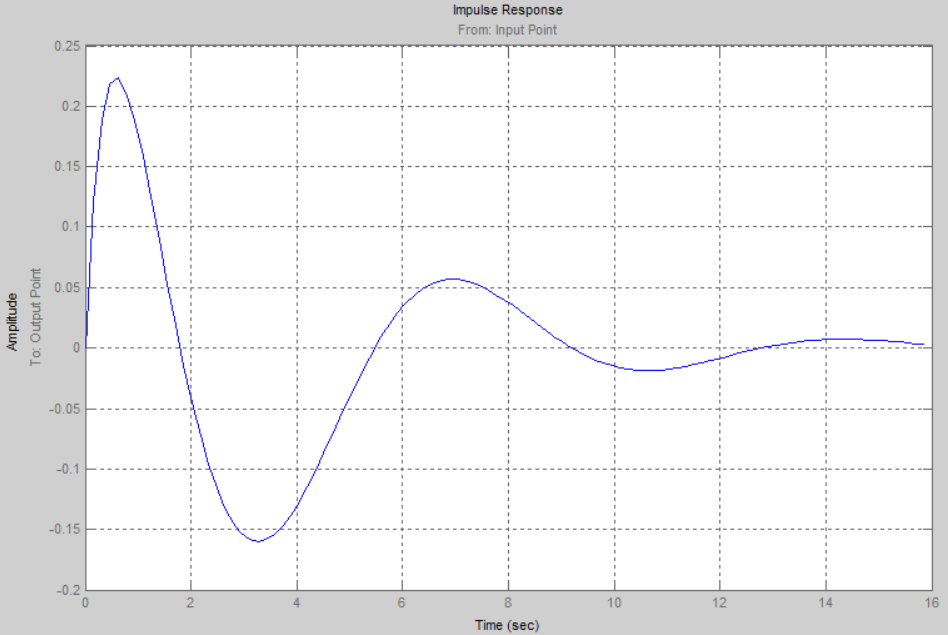 Impulse Response
From: Input Point
Amplitude
To: Output Point
0.25
0.2
0.15
0.1
0.05
0
-0.05
-0.1
-0.15
-0.2
0 2 4 6 8 10 12 14 16
Time (sec)